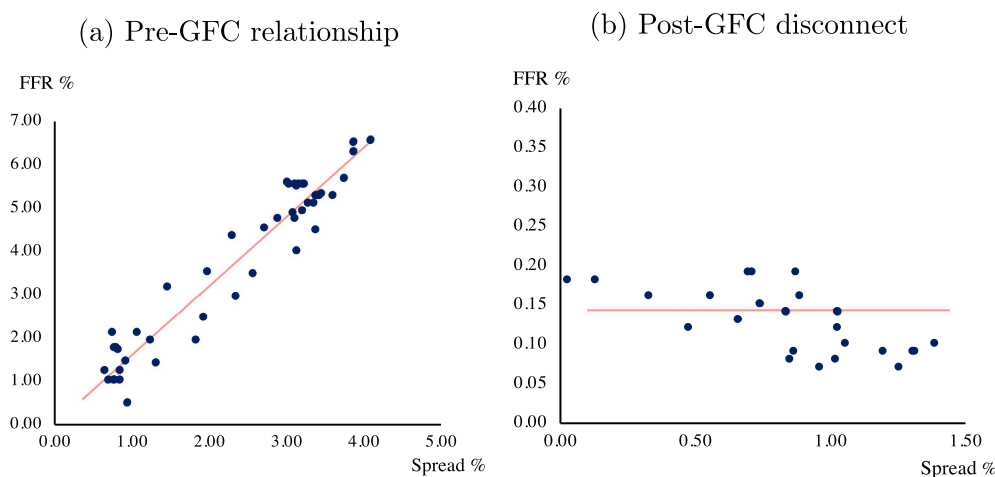 (a) Pre-GFC relationship
FFR %
7.00
6.00
5.00
4.00
3.00
2.00
1.00
0.00
0.00 1.00 2.00 3.00 4.00 5.00
Spread %
(b) Post-GFC disconnect
FFR %
0.40
0.35
0.30
0.25
0.20
0.15
0.10
0.05
0.00
0.00 0.50 1.00 1.50
Spread %